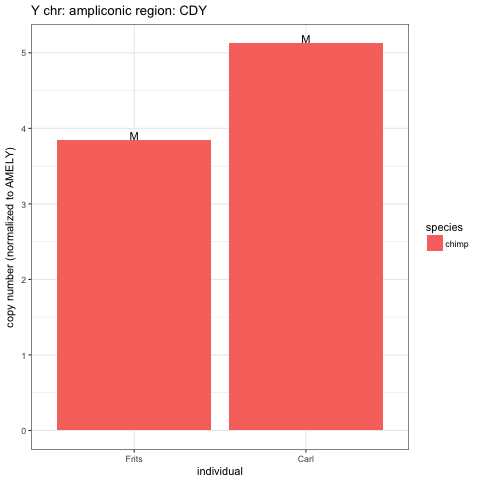 Y chr: ampliconic region: CDY
copy number (normalized to AMELY)
5
4
3
2
1
0
M
M
Frits
Carl
individual
species
chimp